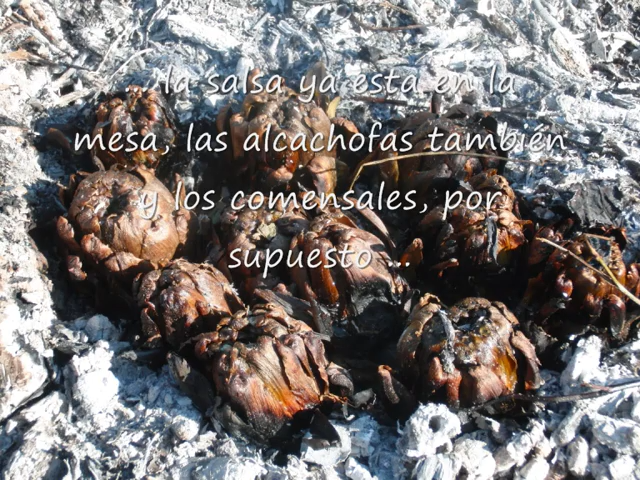 ... la salsa ya esta en la
mesa, las alcachofas también
y los comensales, por
supuesto ...